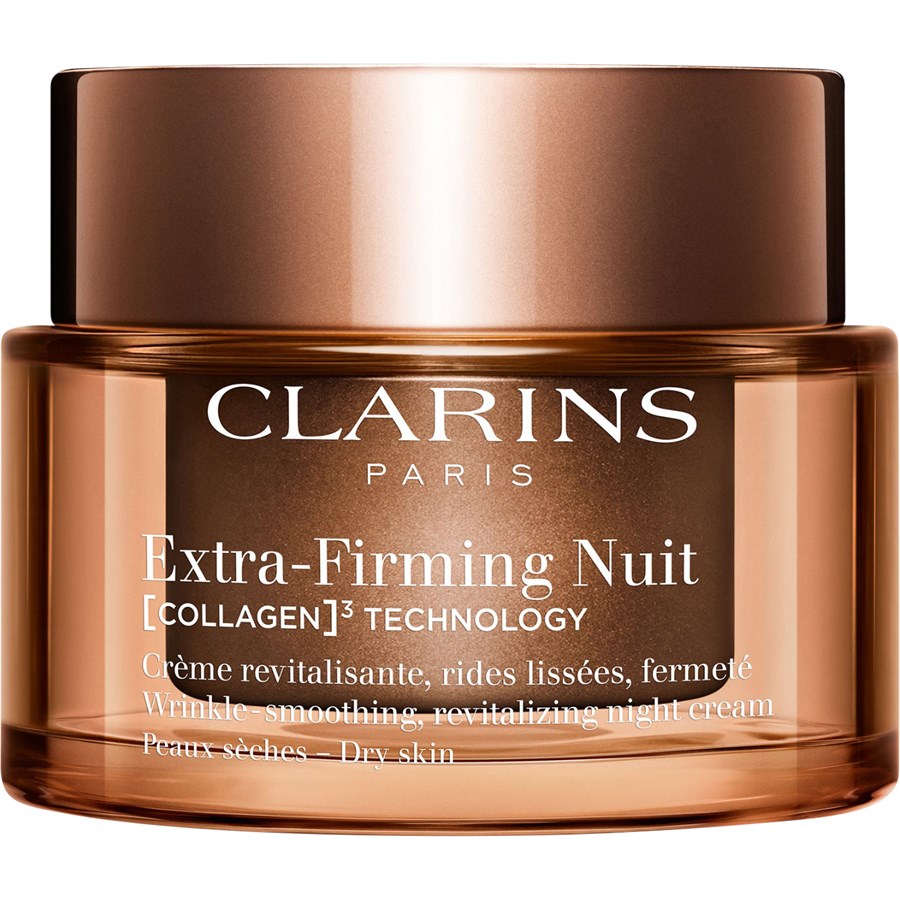 CLARINS
PARIS
Extra-Firming Nuit
[COLLAGEN]³ TECHNOLOGY
Crème revitalisante, rides lissées, fermeté
Wrinkle-smoothing, revitalizing night cream
Peaux sèches – Dry skin